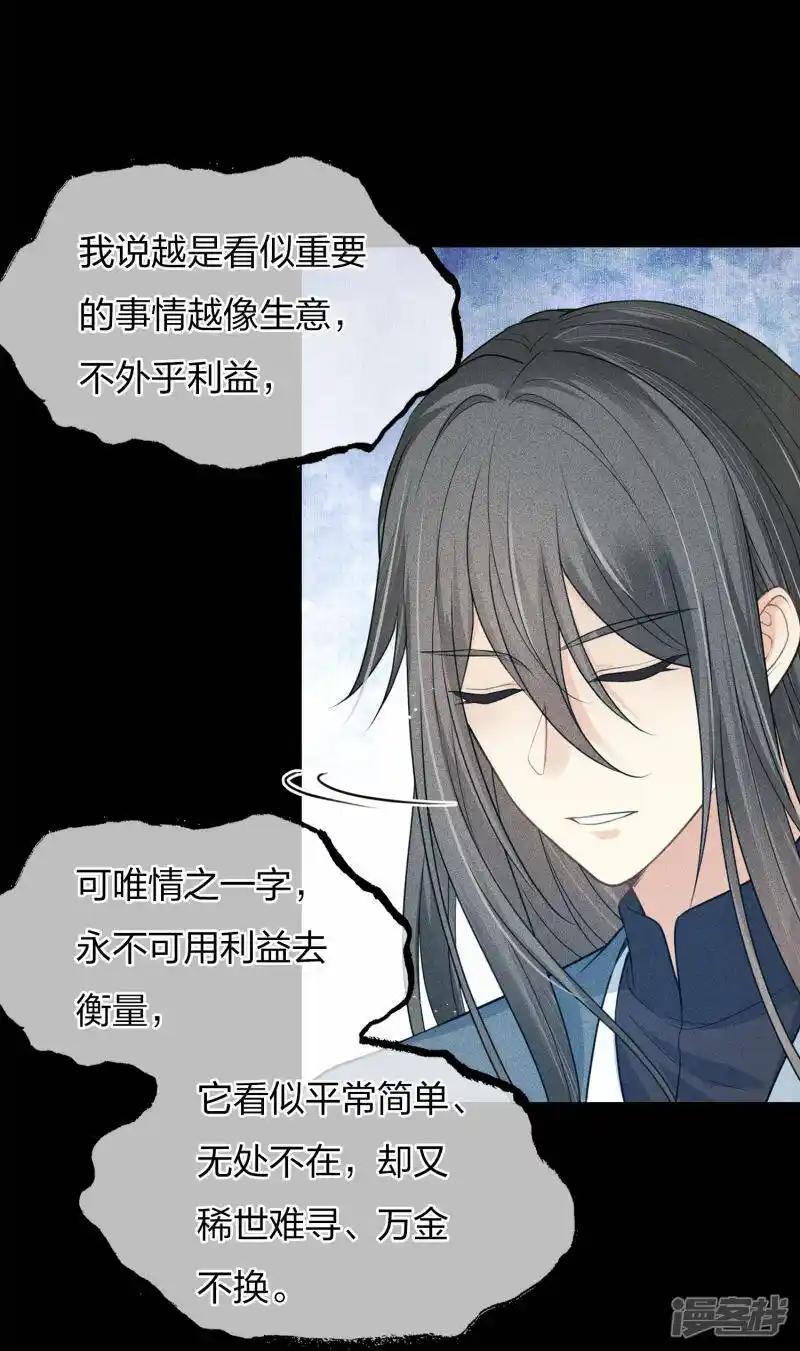 我说越是看似重要
的事情越像生意，
不外乎利益，
可唯情之一字，
永不可用利益去
衡量，
它看似平常简单、
无处不在，却又
稀世难寻、万金
不换。
漫客栈